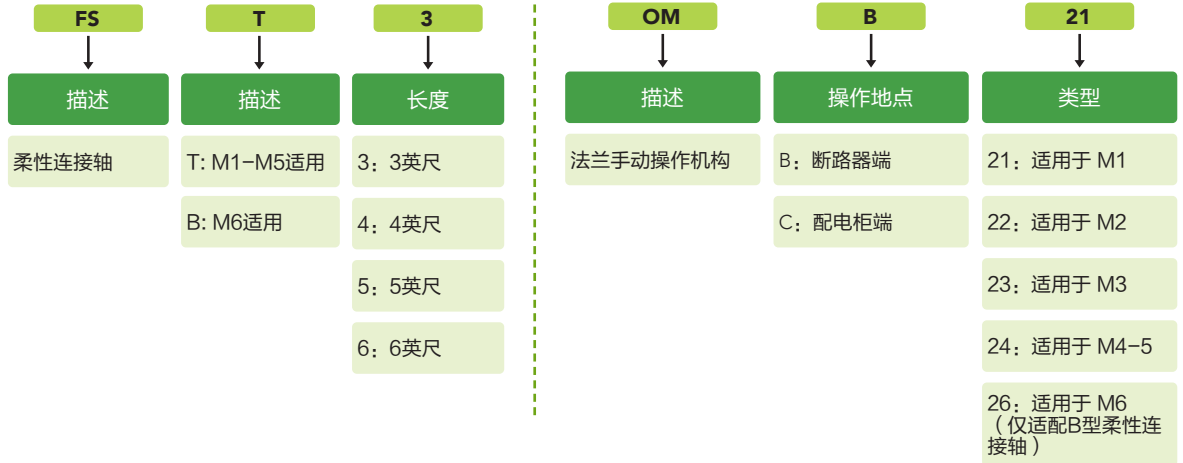 FS T 3
描述 描述 长度
柔性连接轴 T: M1-M5适用 3：3英尺
B: M6适用 4：4英尺
5：5英尺
6：6英尺
OM B 21
描述 操作地点 类型
法兰手动操作机构 B：断路器端 21：适用于 M1
C：配电柜端 22：适用于 M2
23：适用于 M3
24：适用于 M4-5
26：适用于 M6
（仅适配B型柔性连
接轴）